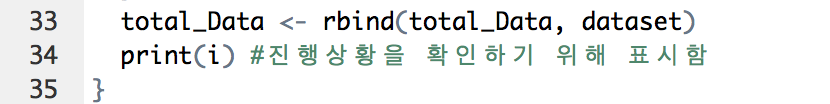 33 total_Data <- rbind(total_Data, dataset)
34 print(i) #진행상황을 확인하기 위해 표시함
35 }